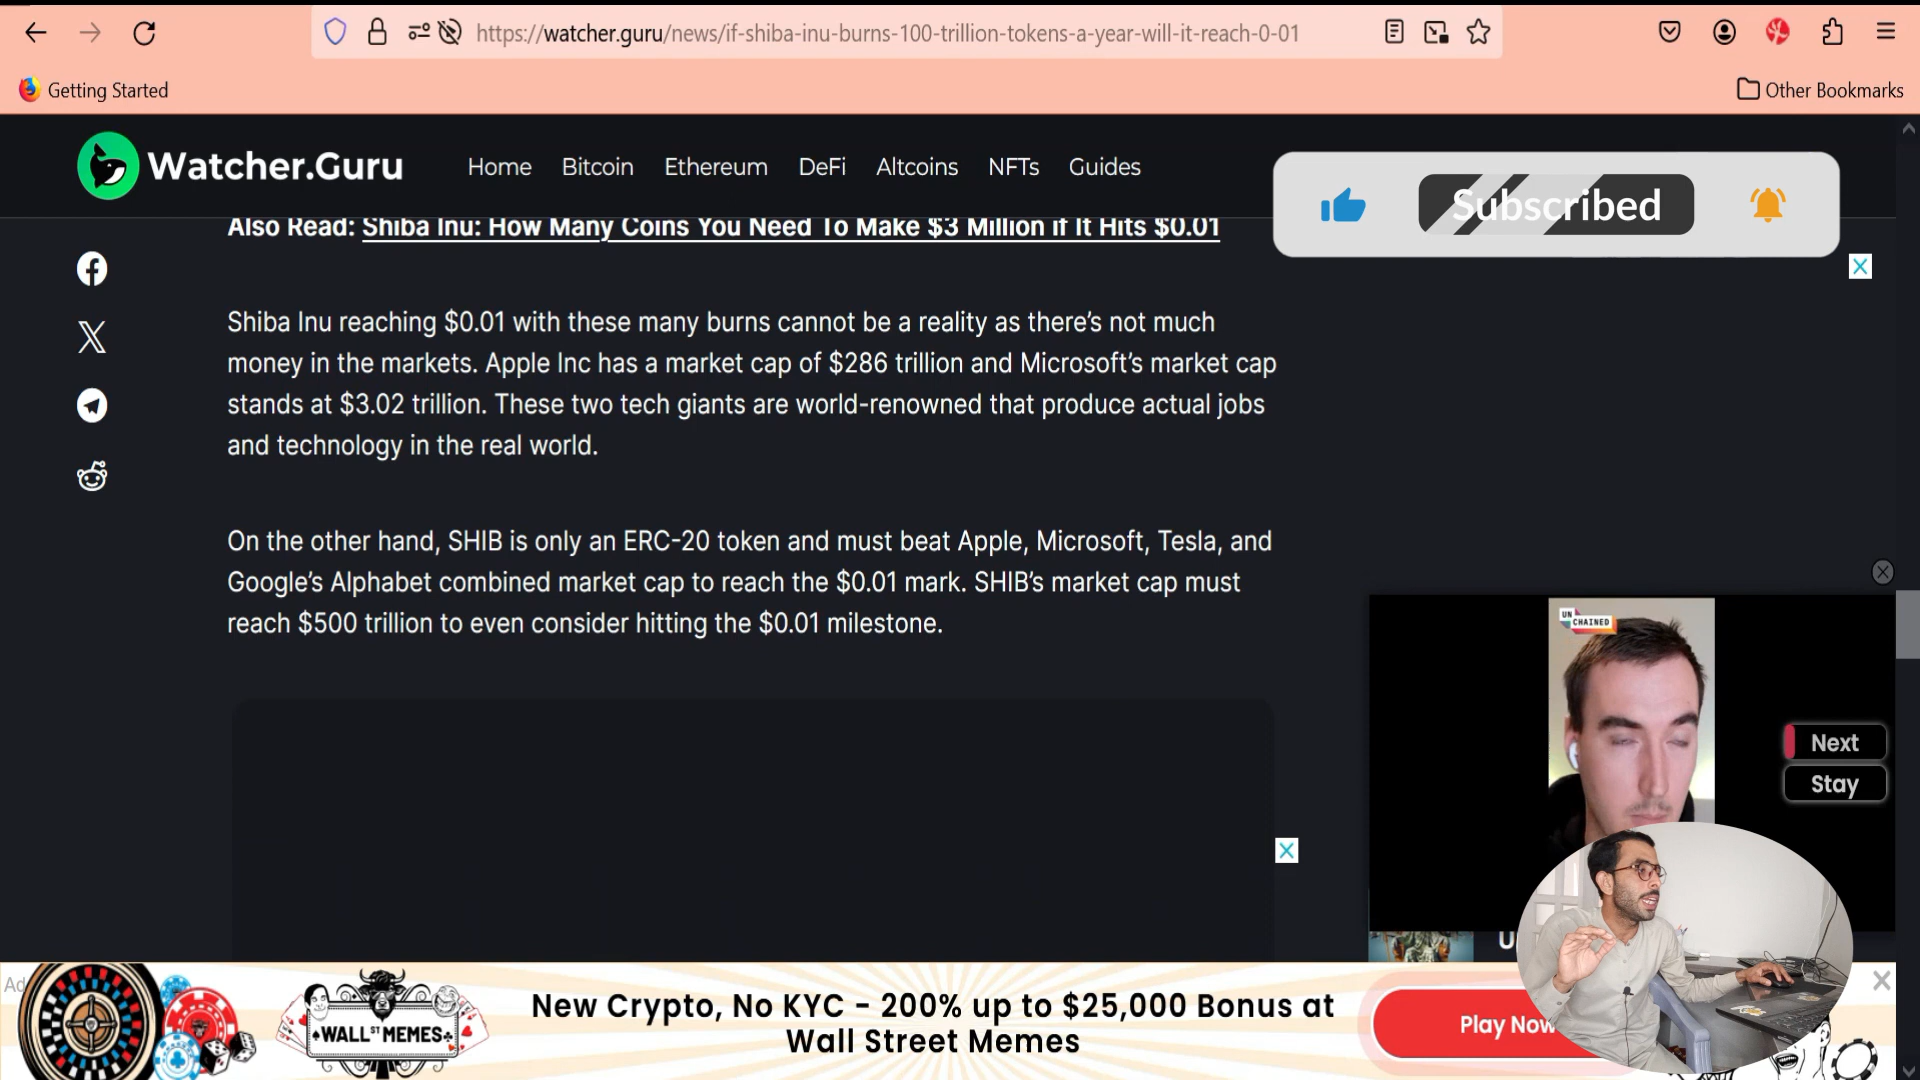 https://watcher.guru/news/if-shiba-inu-burns-100-trillion-tokens-a-year-will-it-reach-0-01
Getting Started
Other Bookmarks
Watcher.Guru
Home
Bitcoin
Ethereum
DeFi
Altcoins
NFTs
Guides
Subscribed
Also Read: Shiba Inu: How Many Coins You Need To Make $3 Million if It Hits $0.01
Shiba Inu reaching $0.01 with these many burns cannot be a reality as there's not much
money in the markets. Apple Inc has a market cap of $286 trillion and Microsoft's market cap
stands at $3.02 trillion. These two tech giants are world-renowned that produce actual jobs
and technology in the real world.
On the other hand, SHIB is only an ERC-20 token and must beat Apple, Microsoft, Tesla, and
Google's Alphabet combined market cap to reach the $0.01 mark. SHIB's market cap must
reach $500 trillion to even consider hitting the $0.01 milestone.
UN
CHAINED
Next
Stay
Ad
WALL ST MEMES
New Crypto, No KYC - 200% up to $25,000 Bonus at
Wall Street Memes
Play Now